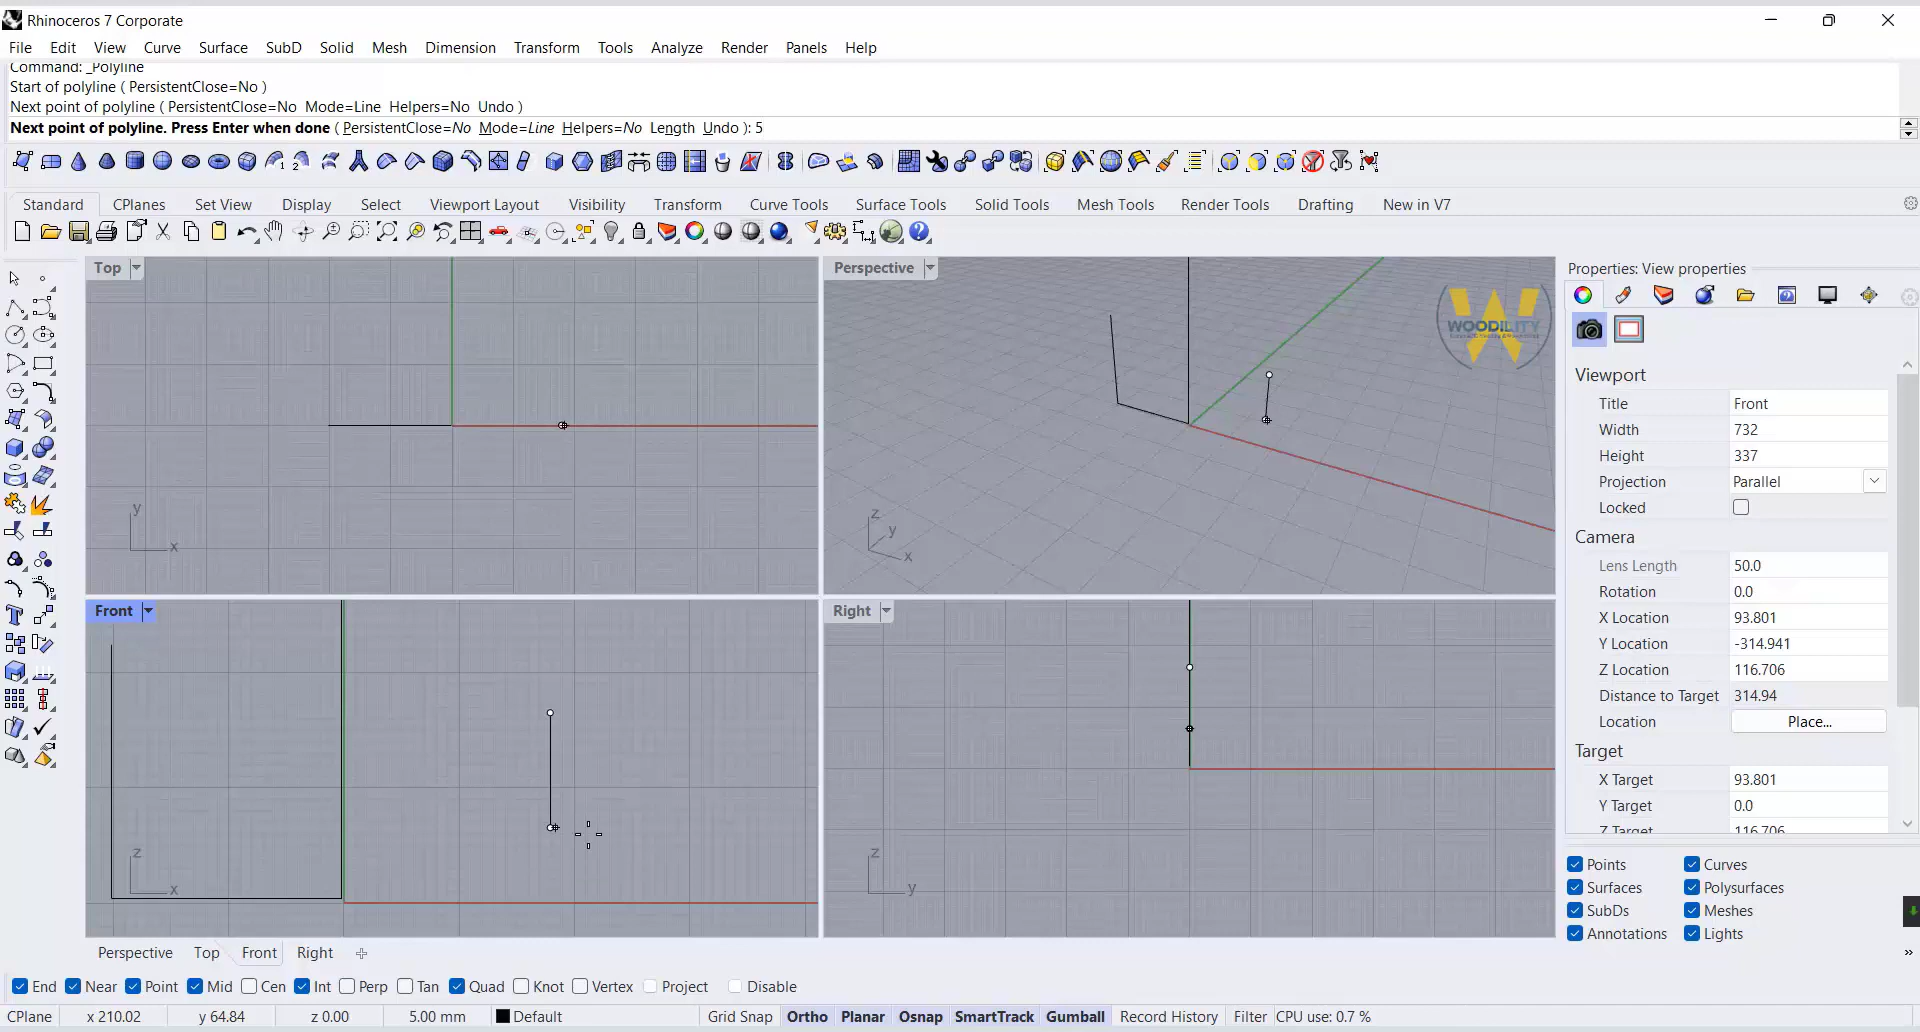 Rhinoceros 7 Corporate
File Edit View Curve Surface SubD Solid Mesh Dimension Transform Tools Analyze Render Panels Help
Command: _Polyline
Start of polyline ( PersistentClose=No )
Next point of polyline ( PersistentClose=No Mode=Line Helpers=No Undo )
Next point of polyline. Press Enter when done ( PersistentClose=No Mode=Line Helpers=No Length Undo ): 5
Standard CPlanes Set View Display Select Viewport Layout Visibility Transform Curve Tools Surface Tools Solid Tools Mesh Tools Render Tools Drafting New in V7
Top
y
x
Perspective
WOODILITY
z
y
x
Front
z
x
Right
z
y
Properties: View properties
Viewport
Title Front
Width 732
Height 337
Projection Parallel
Locked
Camera
Lens Length 50.0
Rotation 0.0
X Location 93.801
Y Location -314.941
Z Location 116.706
Distance to Target 314.94
Location Place...
Target
X Target 93.801
Y Target 0.0
Z Target 116.706
Points Curves
Surfaces Polysurfaces
SubDs Meshes
Annotations Lights
Perspective Top Front Right
End Near Point Mid Cen Int Perp Tan Quad Knot Vertex Project Disable
CPlane x 210.02 y 64.84 z 0.00 5.00 mm Default Grid Snap Ortho Planar Osnap SmartTrack Gumball Record History Filter CPU use: 0.7 %